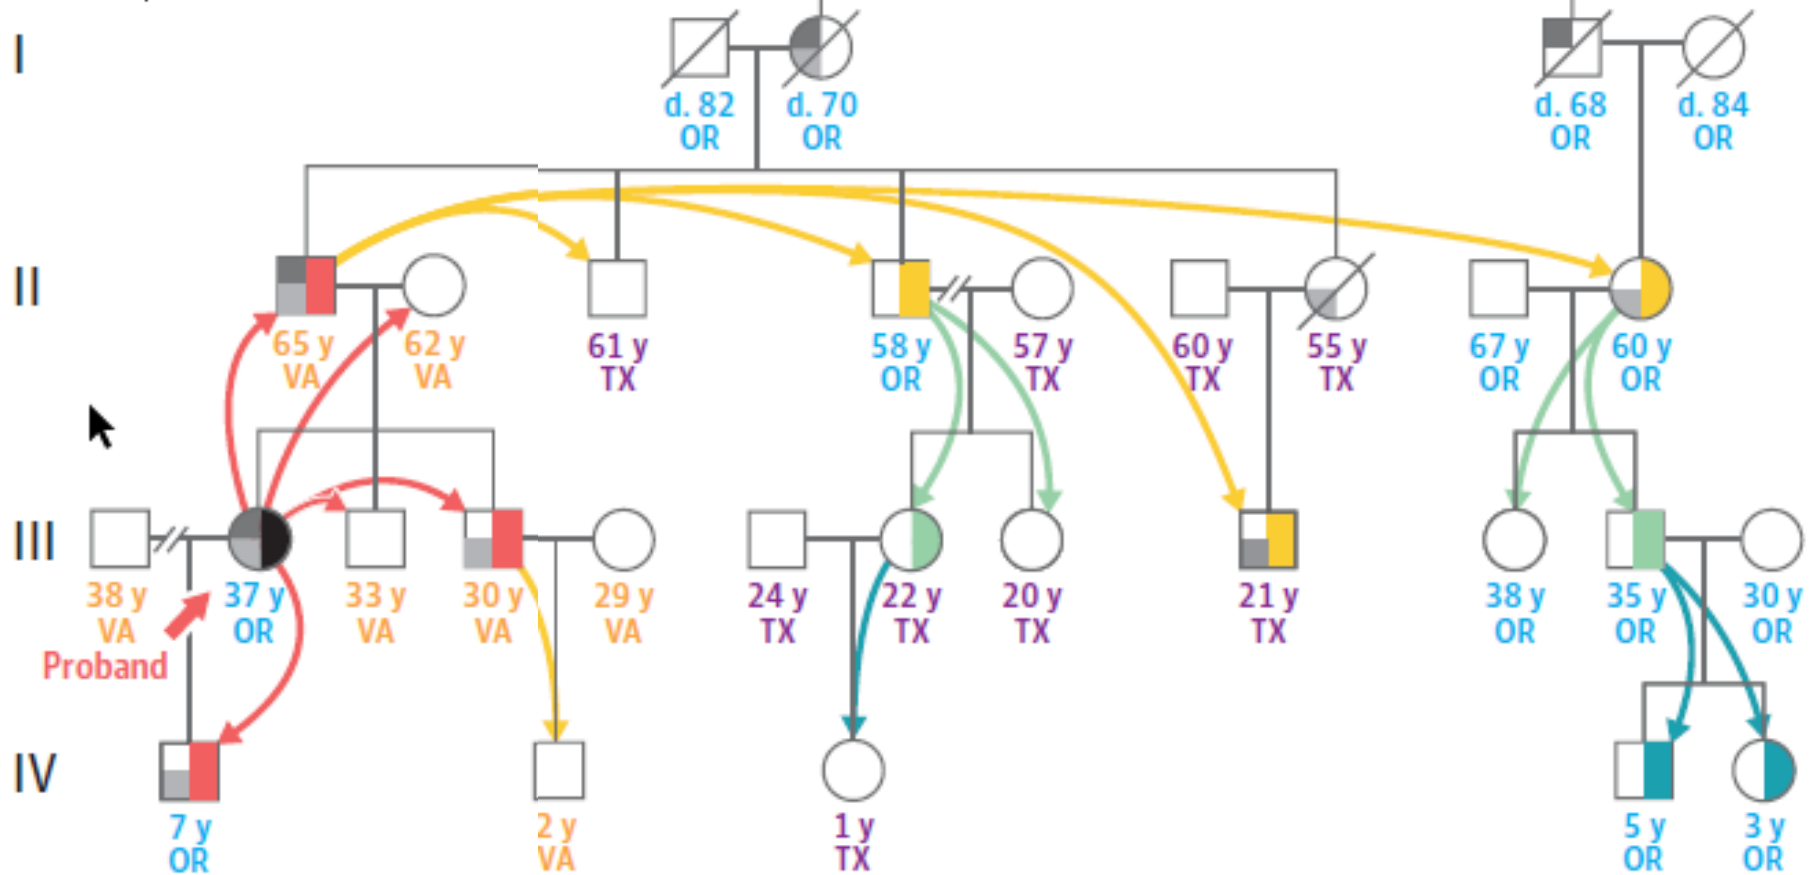 I
d. 82 d. 70 d. 68 d. 84
OR OR OR OR
II
65 y 62 y 61 y 58 y 57 y 60 y 55 y 67 y 60 y
VA VA TX OR TX TX TX OR OR
III
38 y 37 y 33 y 30 y 29 y 24 y 22 y 20 y 21 y 38 y 35 y 30 y
VA OR VA VA VA TX TX TX TX OR OR OR
Proband
IV
7 y 2 y 1 y 5 y 3 y
OR VA TX OR OR